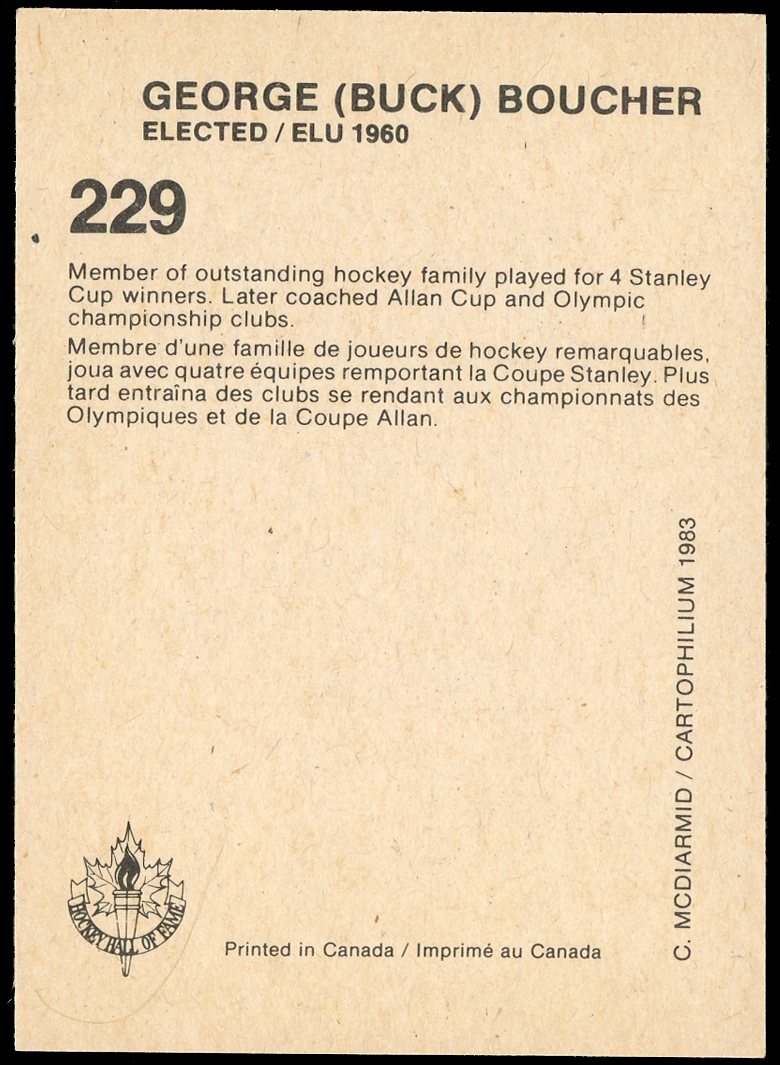 GEORGE (BUCK) BOUCHER
ELECTED / ELU 1960
229
Member of outstanding hockey family played for 4 Stanley
Cup winners. Later coached Allan Cup and Olympic
championship clubs.
Membre d'une famille de joueurs de hockey remarquables,
joua avec quatre équipes remportant la Coupe Stanley. Plus
tard entraîna des clubs se rendant aux championnats des
Olympiques et de la Coupe Allan.
C. MCDIARMID / CARTOPHILIUM 1983
HOCKEY HALL OF FAME
Printed in Canada / Imprimé au Canada